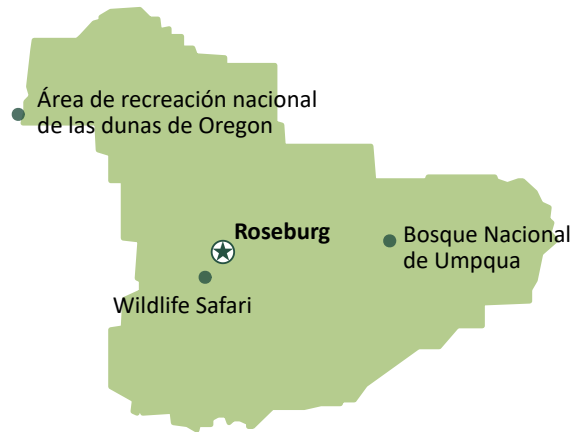 Área de recreación nacional
de las dunas de Oregon
Roseburg
Bosque Nacional
de Umpqua
Wildlife Safari